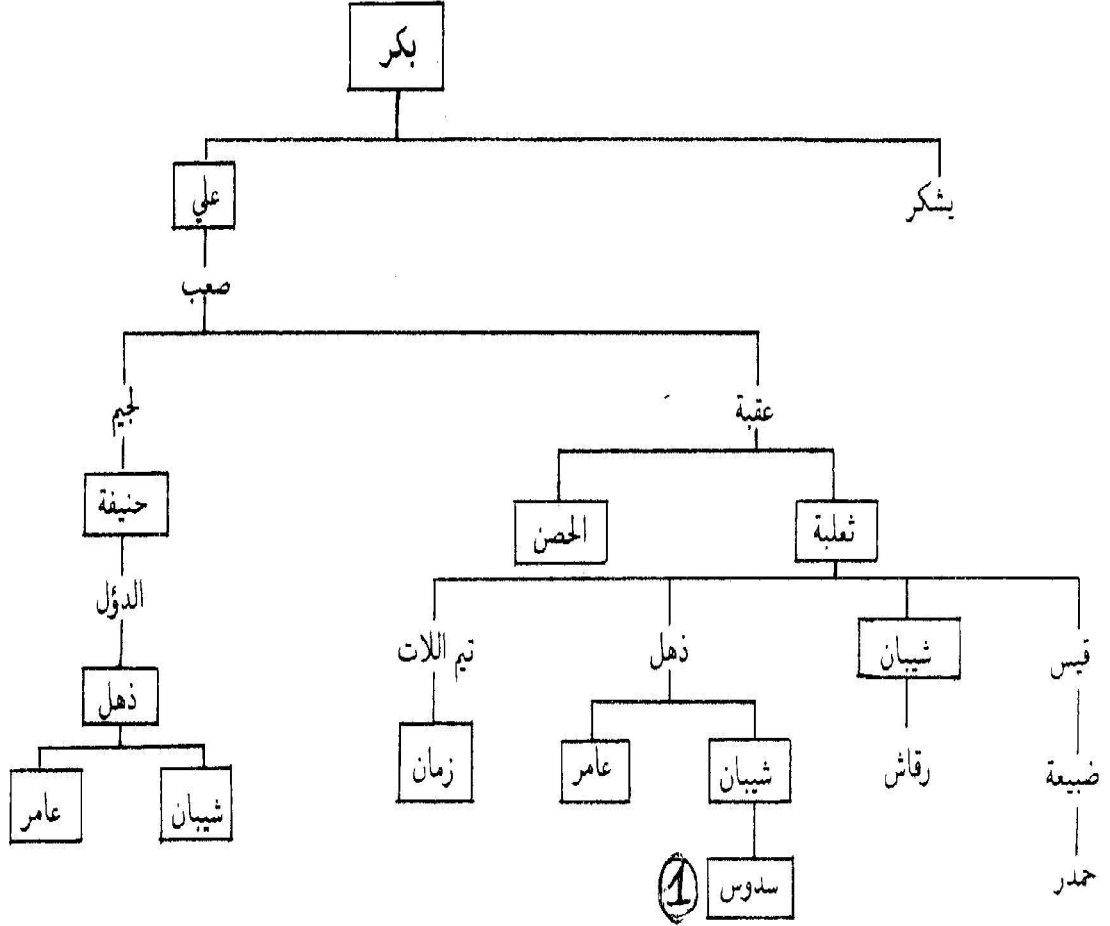 بكر
يشكر
علي
صعب
عقبة
لجيم
ثعلبة
الحصن
حنيفة
قيس
شيبان
ذهل
تيم اللات
الدؤل
ضبيعة
رقاش
شيبان
عامر
زمان
ذهل
شيبان
عامر
حمدر
سدوس
1